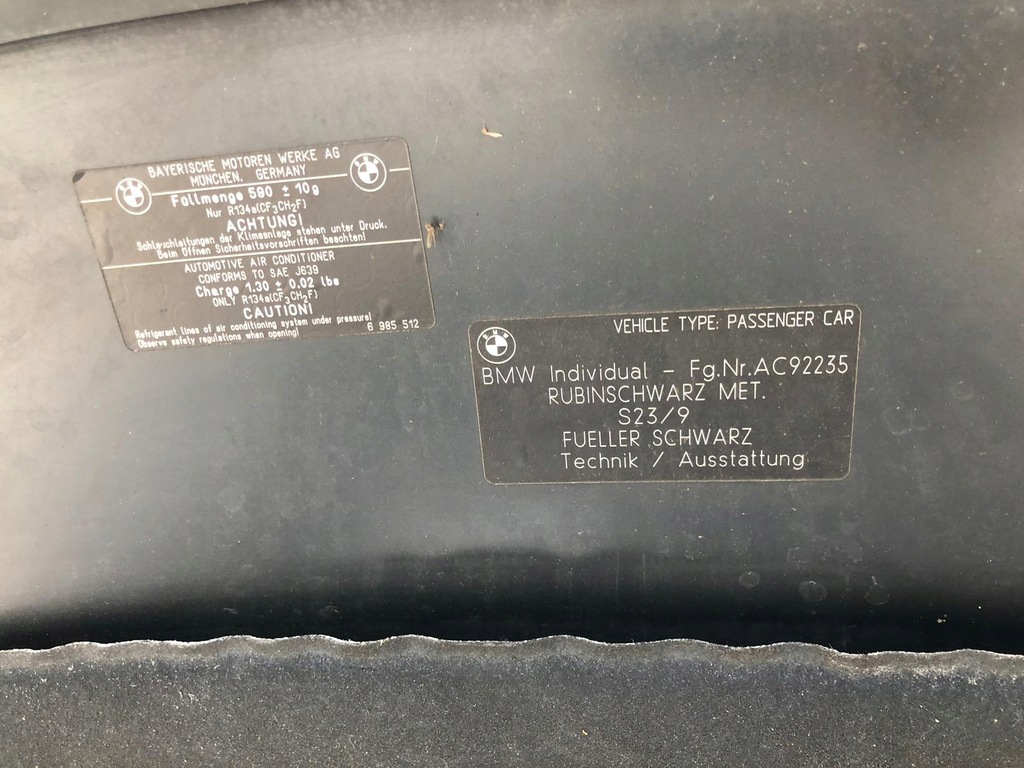 BAYERISCHE MOTOREN WERKE AG
MÜNCHEN, GERMANY
Füllmenge 590 ± 10g
Nur R134a(CF3CH2F)
ACHTUNG!
Schlauchleitungen der Klimaanlage stehen unter Druck.
Beim Öffnen Sicherheitsvorschriften beachten!
AUTOMOTIVE AIR CONDITIONER
CONFORMS TO SAE J639
Charge 1.30 ± 0.02 lbs
ONLY R134a(CF3CH2F)
CAUTION!
Refrigerant lines of air conditioning system under pressure!
Observe safety regulations when opening!
6 985 512
VEHICLE TYPE: PASSENGER CAR
BMW Individual - Fg.Nr.AC92235
RUBINSCHWARZ MET.
S23/9
FUELLER SCHWARZ
Technik / Ausstattung